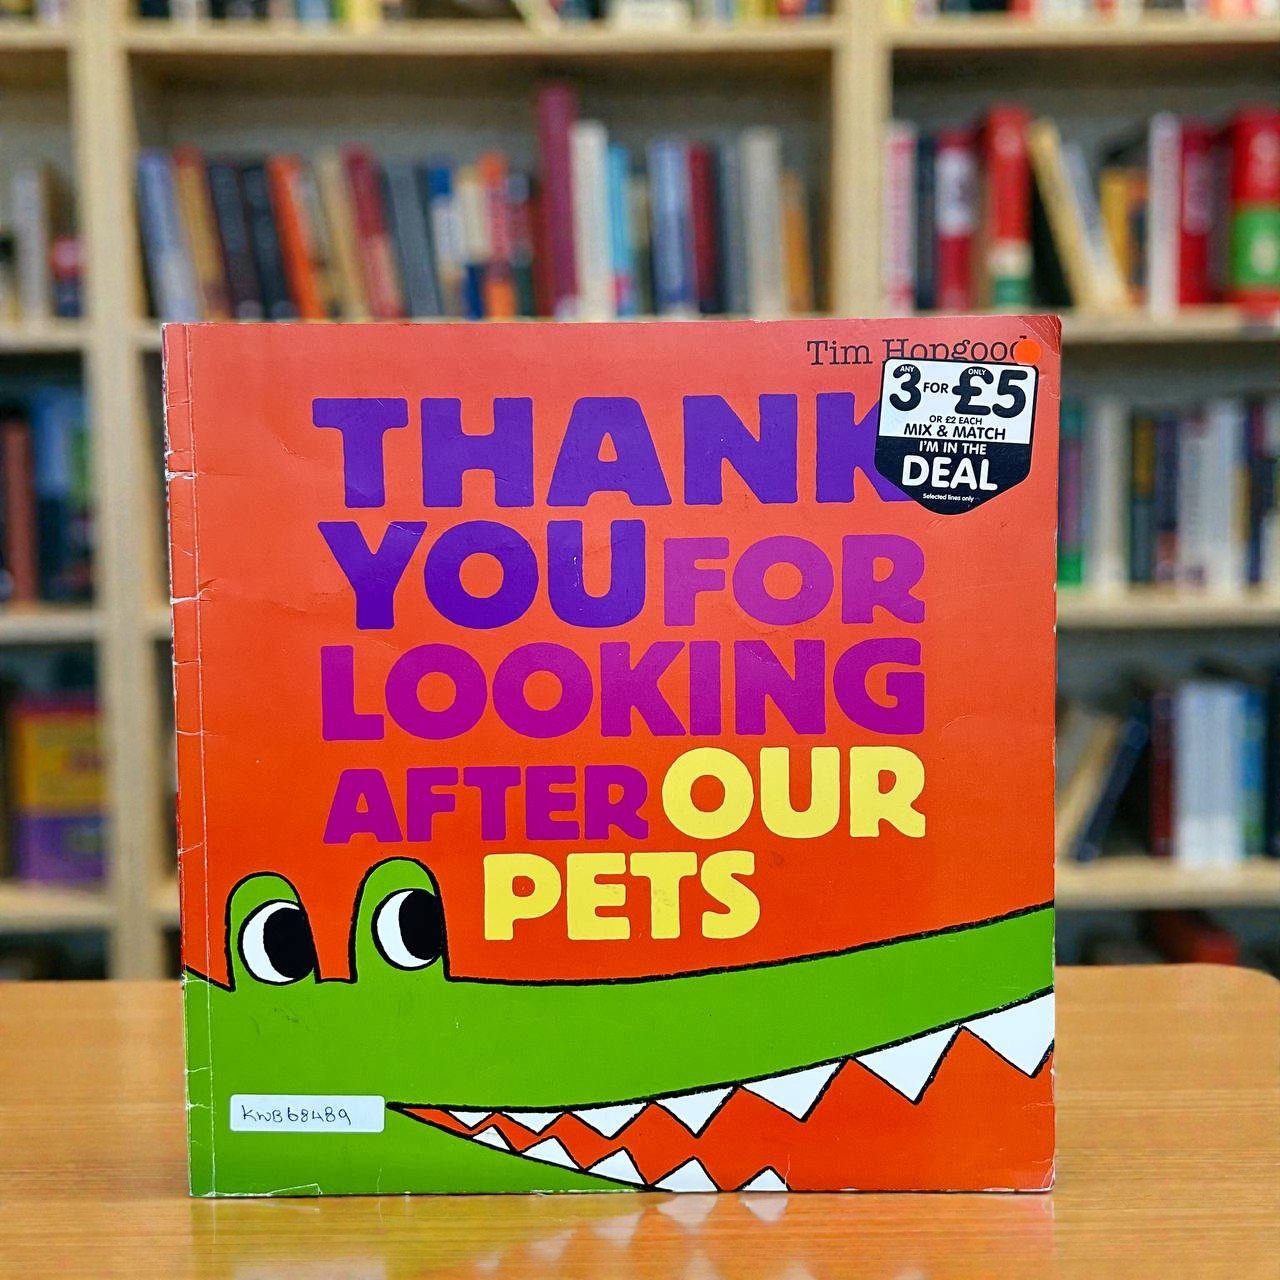 Tim Hopgood
THANK
YOU FOR
LOOKING
AFTER OUR
PETS
ANY 3 FOR ONLY £5
OR £2 EACH
MIX & MATCH
I'M IN THE
DEAL
Selected lines only
KWB68489